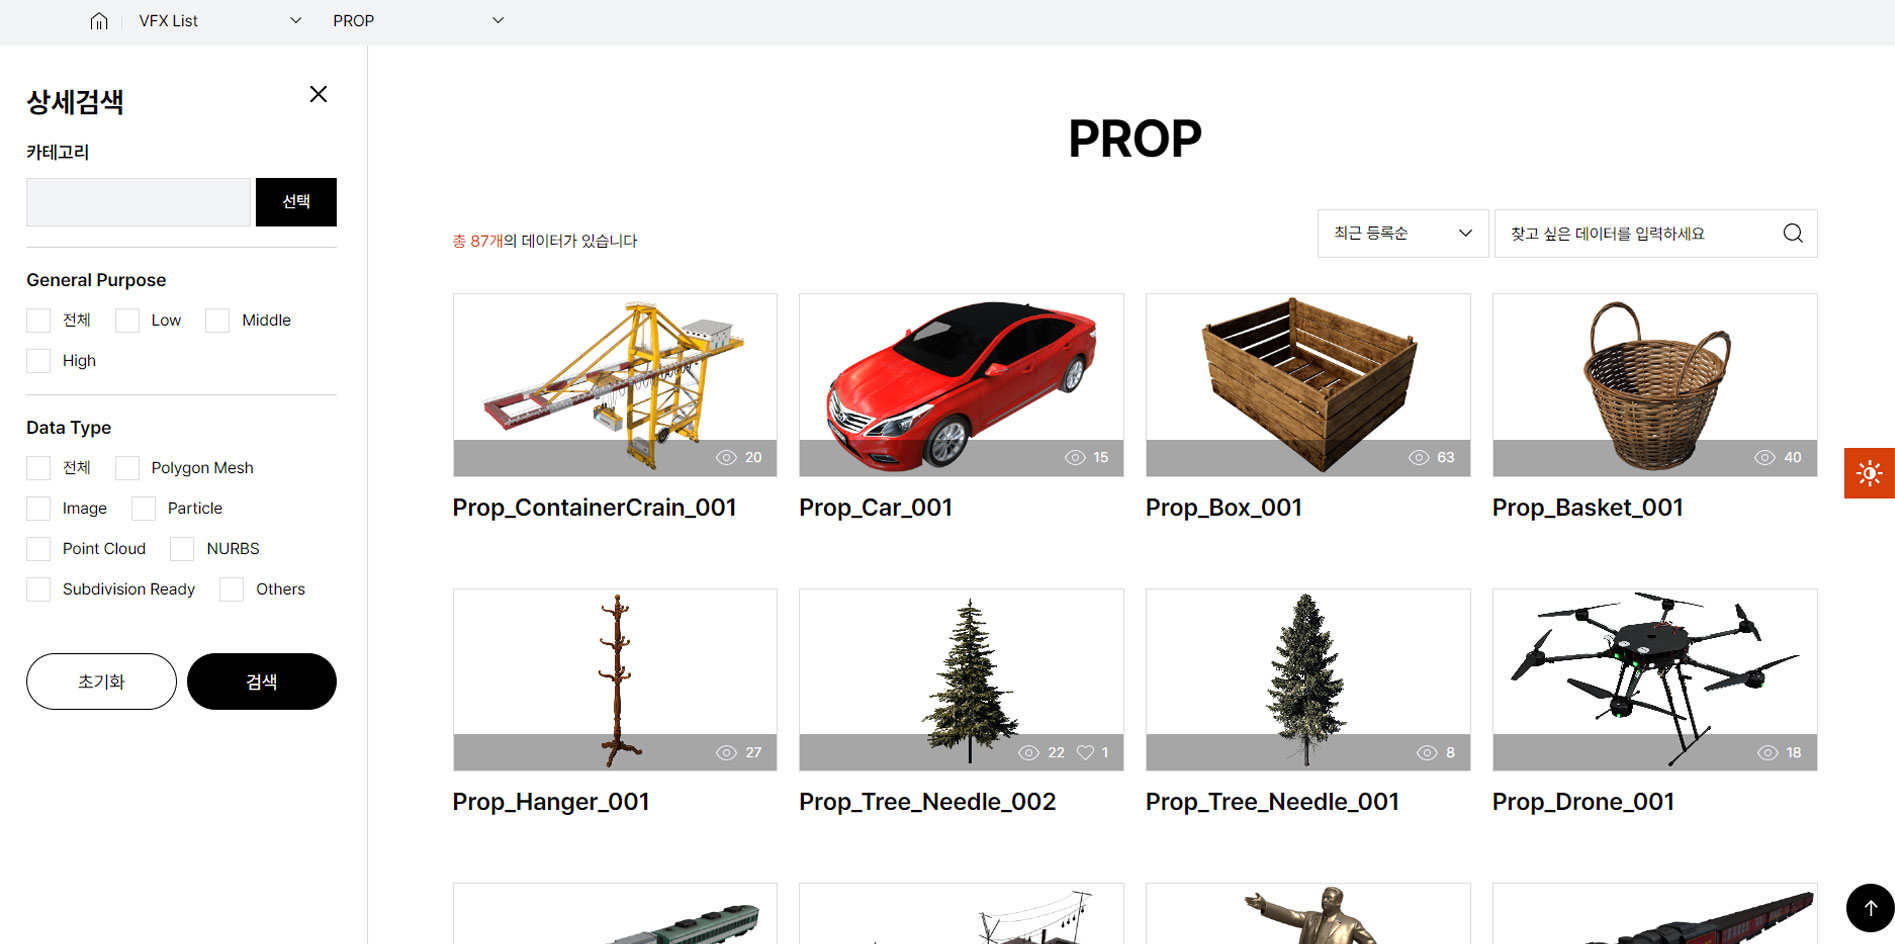 VFX List PROP
상세검색
카테고리
선택
General Purpose
전체 Low Middle
High
Data Type
전체 Polygon Mesh
Image Particle
Point Cloud NURBS
Subdivision Ready Others
초기화 검색
PROP
총 87개의 데이터가 있습니다
최근 등록순 찾고 싶은 데이터를 입력하세요
20 15 63 40
Prop_ContainerCrain_001 Prop_Car_001 Prop_Box_001 Prop_Basket_001
27 22 1 8 18
Prop_Hanger_001 Prop_Tree_Needle_002 Prop_Tree_Needle_001 Prop_Drone_001